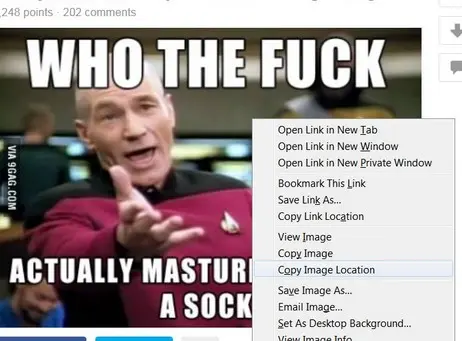 ,248 points · 202 comments
WHO THE FUCK
VIA 9GAG.COM
ACTUALLY
A SOCK
Open Link in New Tab
Open Link in New Window
Open Link in New Private Window
Bookmark This Link
Save Link As...
Copy Link Location
View Image
Copy Image
Copy Image Location
Save Image As...
Email Image...
Set As Desktop Background...
View Image Info